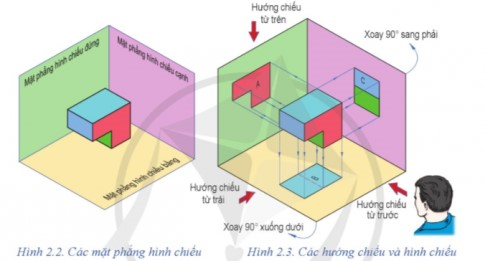 Mặt phẳng hình chiếu đứng
Mặt phẳng hình chiếu cạnh
Mặt phẳng hình chiếu bằng
Hình 2.2. Các mặt phẳng hình chiếu
Hướng chiếu
từ trên
Xoay 90° sang phải
A
C
B
Hướng chiếu
từ trái
Hướng chiếu
từ trước
Xoay 90° xuống dưới
Hình 2.3. Các hướng chiếu và hình chiếu